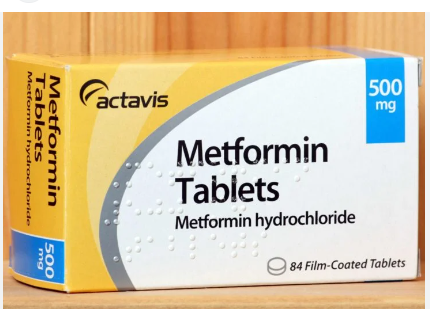 Metformin
Tablets
Metformin hydrochloride
500
mg
actavis
500
mg
Metformin
Tablets
Metformin hydrochloride
84 Film-Coated Tablets